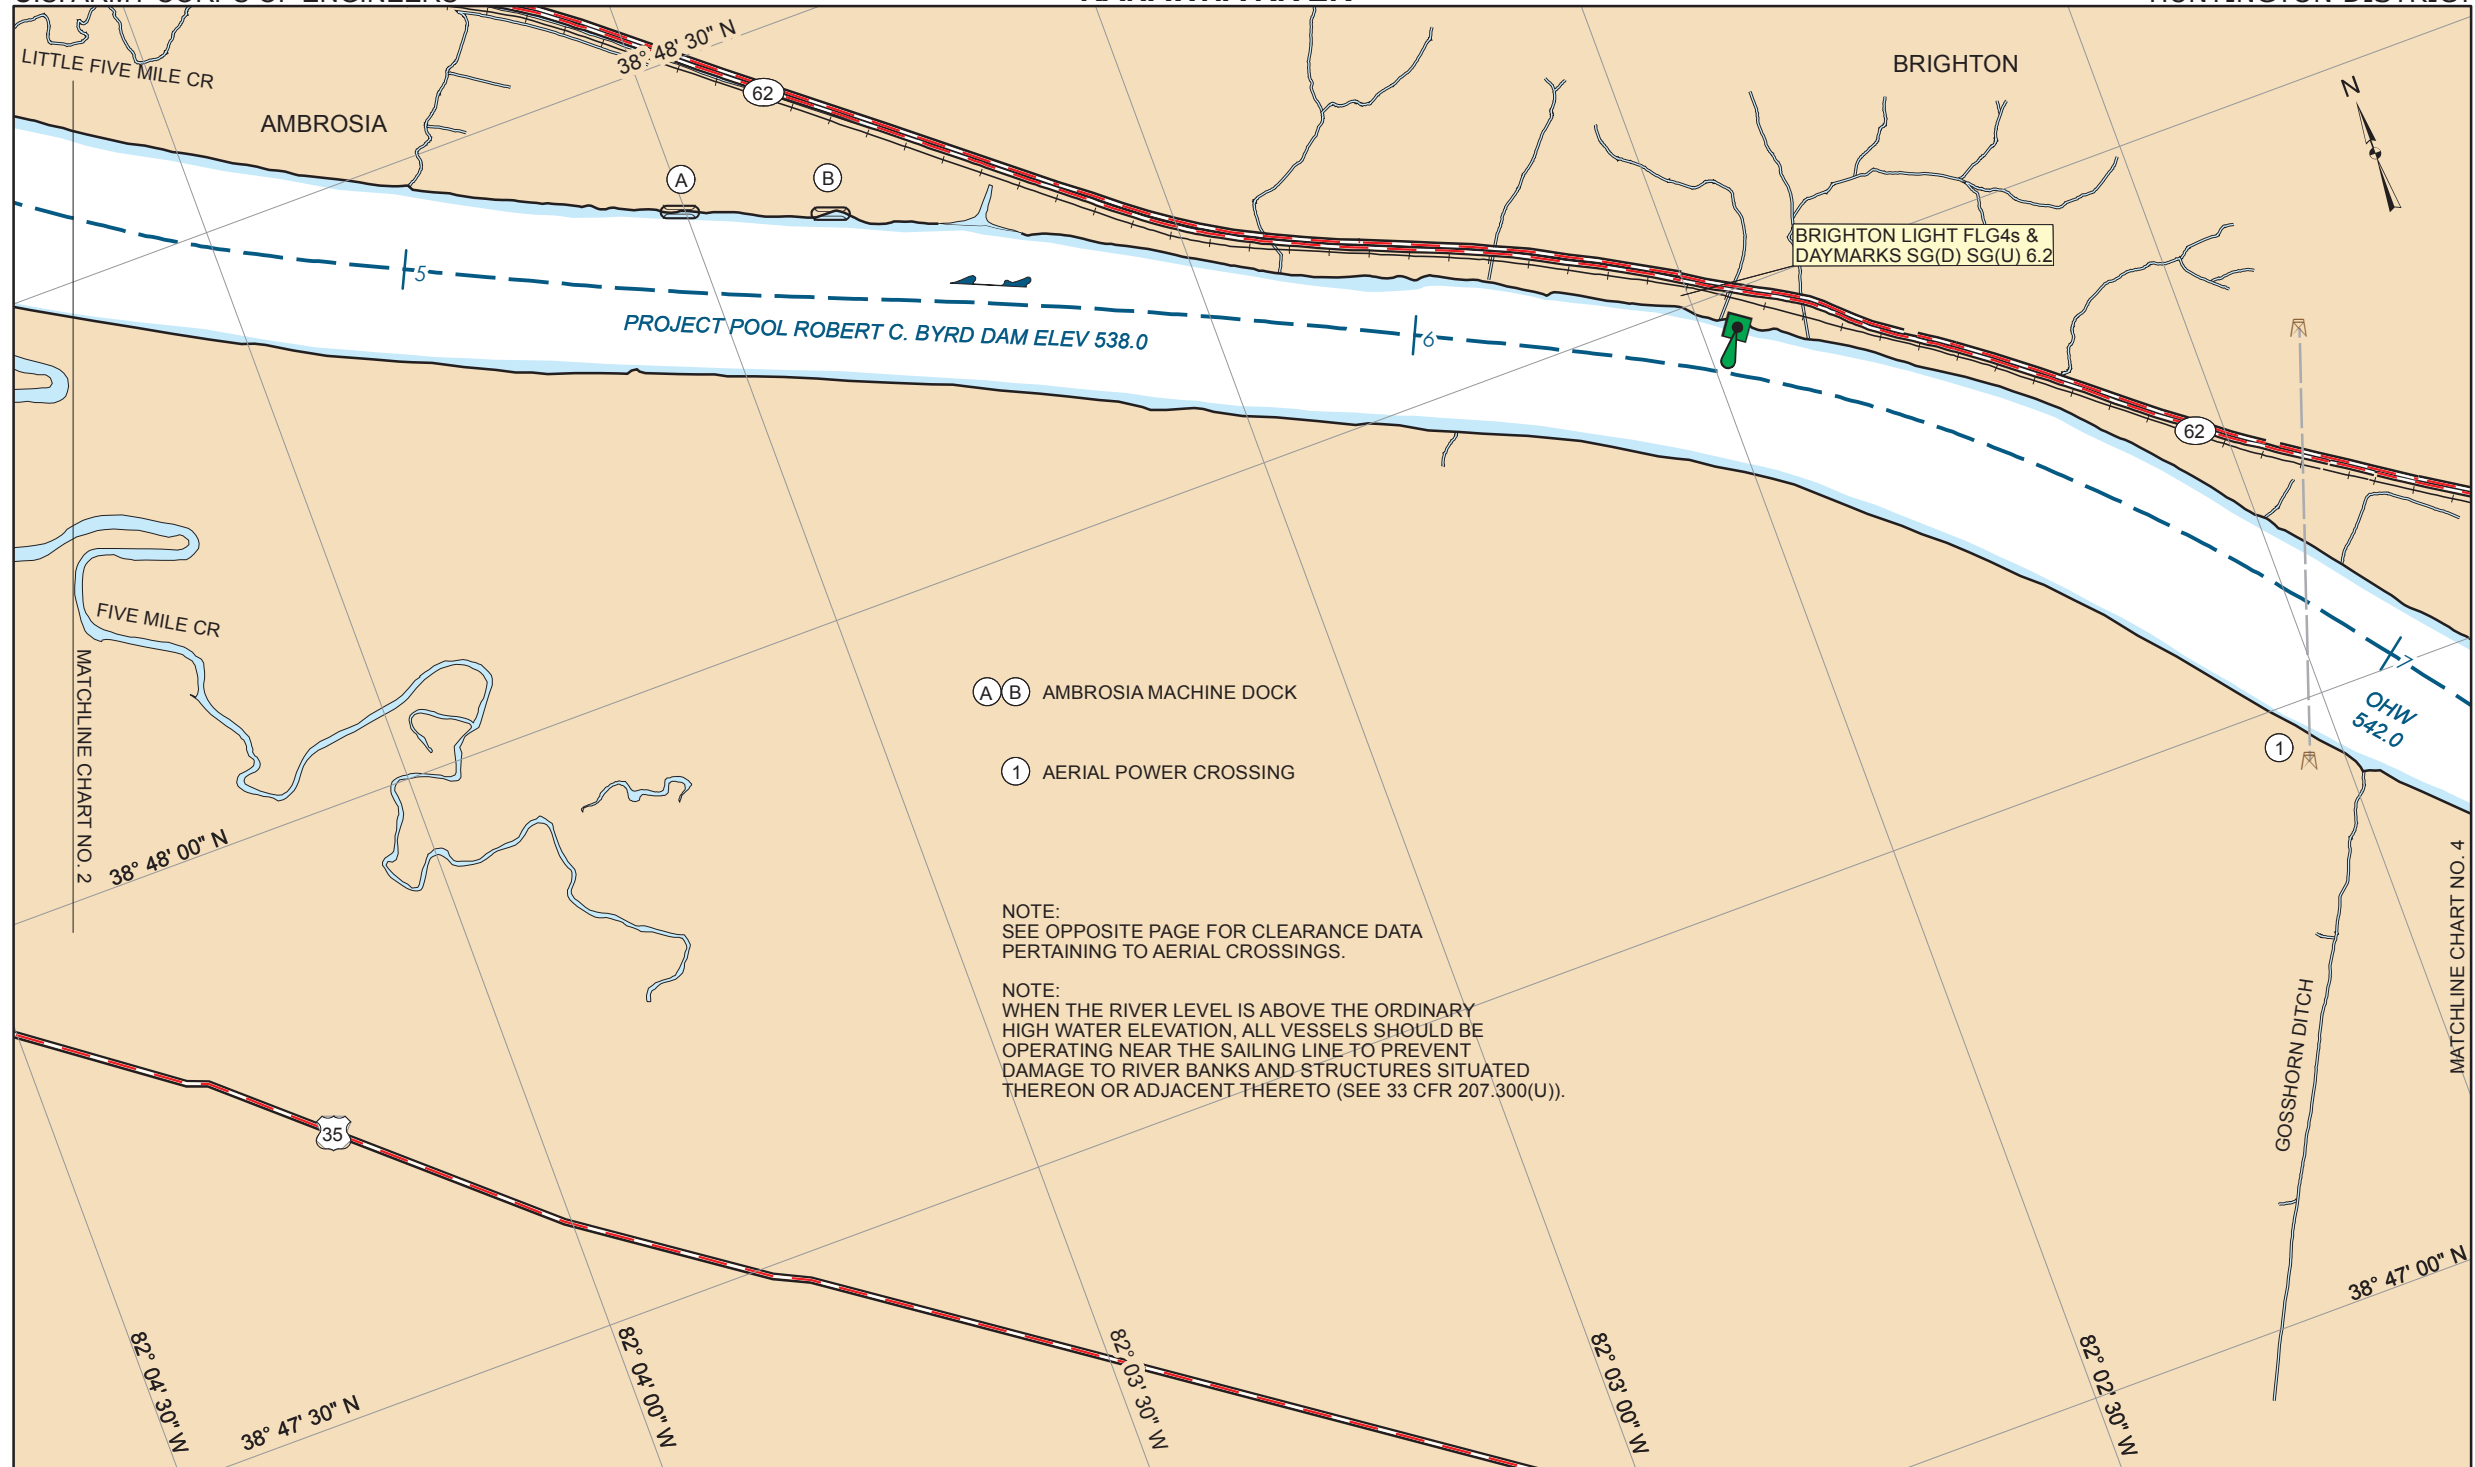 38° 48' 30" N
LITTLE FIVE MILE CR
BRIGHTON
AMBROSIA
62
N
A
B
BRIGHTON LIGHT FLG4s &
DAYMARKS SG(D) SG(U) 6.2
5
PROJECT POOL ROBERT C. BYRD DAM ELEV 538.0
6
62
7
OHW
542.0
1
FIVE MILE CR
MATCHLINE CHART NO. 2
A B AMBROSIA MACHINE DOCK
1 AERIAL POWER CROSSING
38° 48' 00" N
NOTE:
SEE OPPOSITE PAGE FOR CLEARANCE DATA
PERTAINING TO AERIAL CROSSINGS.
NOTE:
WHEN THE RIVER LEVEL IS ABOVE THE ORDINARY
HIGH WATER ELEVATION, ALL VESSELS SHOULD BE
OPERATING NEAR THE SAILING LINE TO PREVENT
DAMAGE TO RIVER BANKS AND STRUCTURES SITUATED
THEREON OR ADJACENT THERETO (SEE 33 CFR 207.300(U)).
MATCHLINE CHART NO. 4
GOSSHORN DITCH
35
38° 47' 00" N
82° 04' 30" W
82° 04' 00" W
82° 03' 30" W
82° 03' 00" W
82° 02' 30" W
38° 47' 30" N